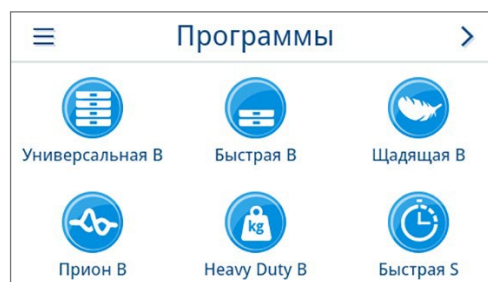 Программы
Универсальная B
Быстрая B
Щадящая B
kg
Прион B
Heavy Duty B
Быстрая S